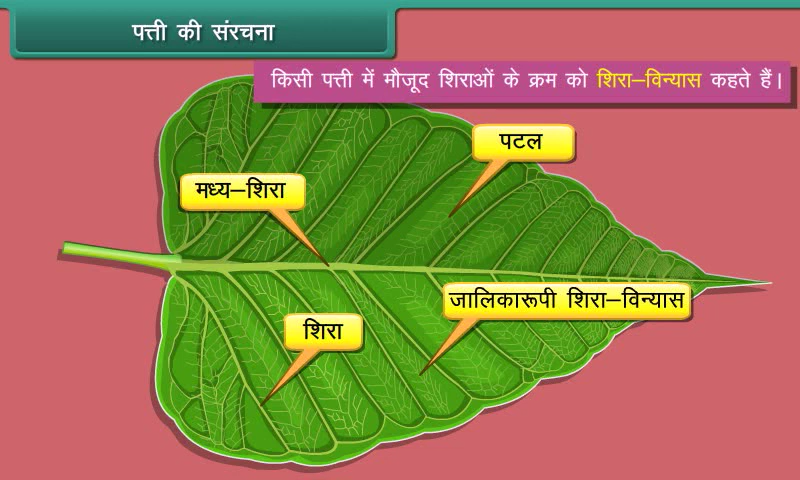 पत्ती की संरचना
किसी पत्ती में मौजूद शिराओं के क्रम को शिरा–विन्यास कहते हैं।
पटल
मध्य–शिरा
जालिकारूपी शिरा–विन्यास
शिरा